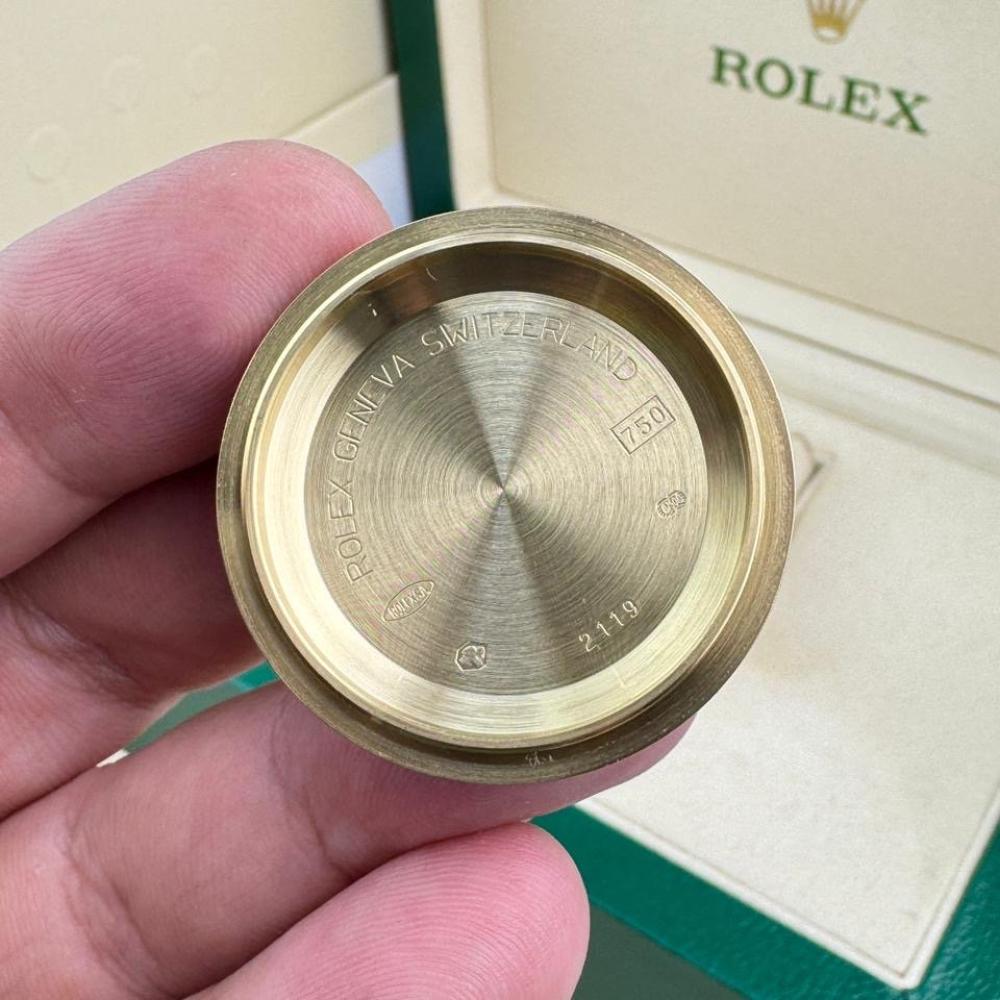 ROLEX
ROLEX GENEVA SWITZERLAND
750
2119